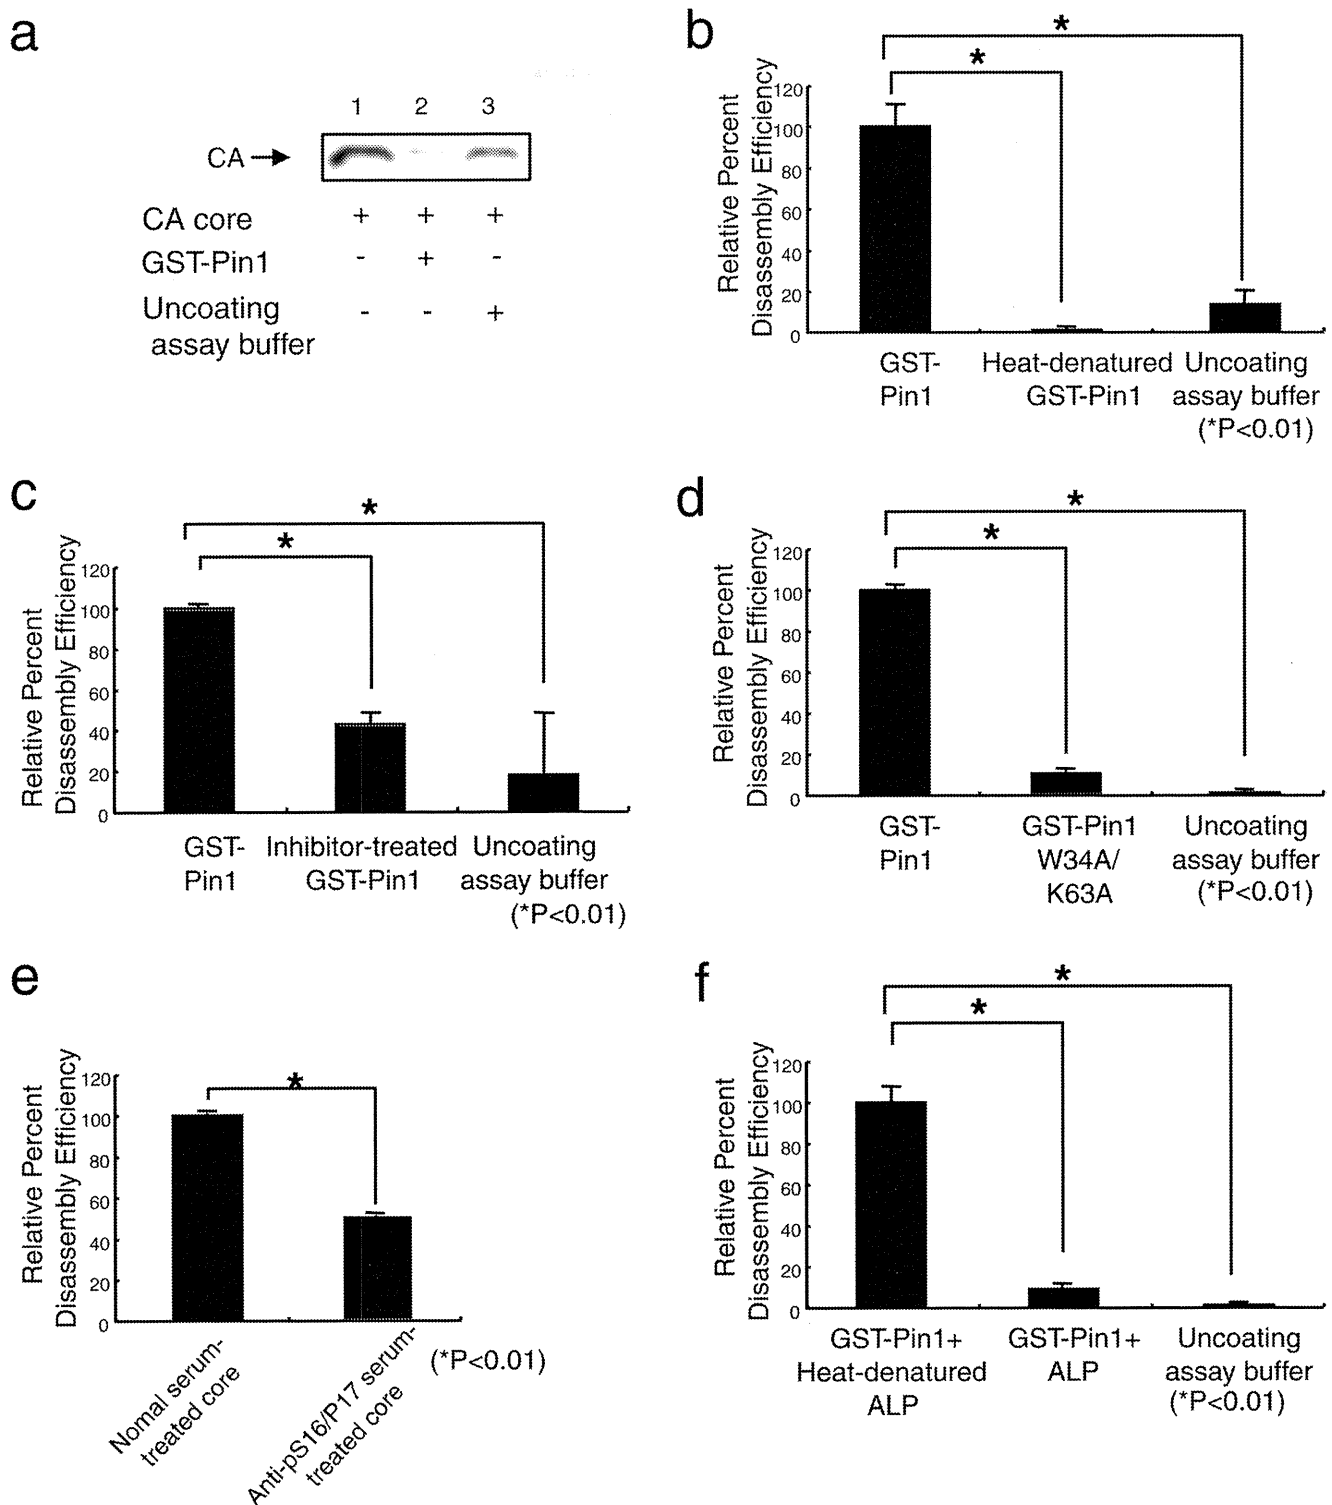 a
1 2 3
CA
CA core + + +
GST-Pin1 - + -
Uncoating - - +
assay buffer
b
*
*
Relative Percent
Disassembly Efficiency
120
100
80
60
40
20
0
GST- Heat-denatured Uncoating
Pin1 GST-Pin1 assay buffer
(*P<0.01)
c
*
*
Relative Percent
Disassembly Efficiency
120
100
80
60
40
20
0
GST- Inhibitor-treated Uncoating
Pin1 GST-Pin1 assay buffer
(*P<0.01)
d
*
*
Relative Percent
Disassembly Efficiency
120
100
80
60
40
20
0
GST- GST-Pin1 Uncoating
Pin1 W34A/ assay buffer
K63A (*P<0.01)
e
*
Relative Percent
Disassembly Efficiency
120
100
80
60
40
20
0
Nomal serum-
treated core
Anti-pS16/P17 serum-
treated core
(*P<0.01)
f
*
*
Relative Percent
Disassembly Efficiency
120
100
80
60
40
20
0
GST-Pin1+ GST-Pin1+ Uncoating
Heat-denatured ALP assay buffer
ALP (*P<0.01)